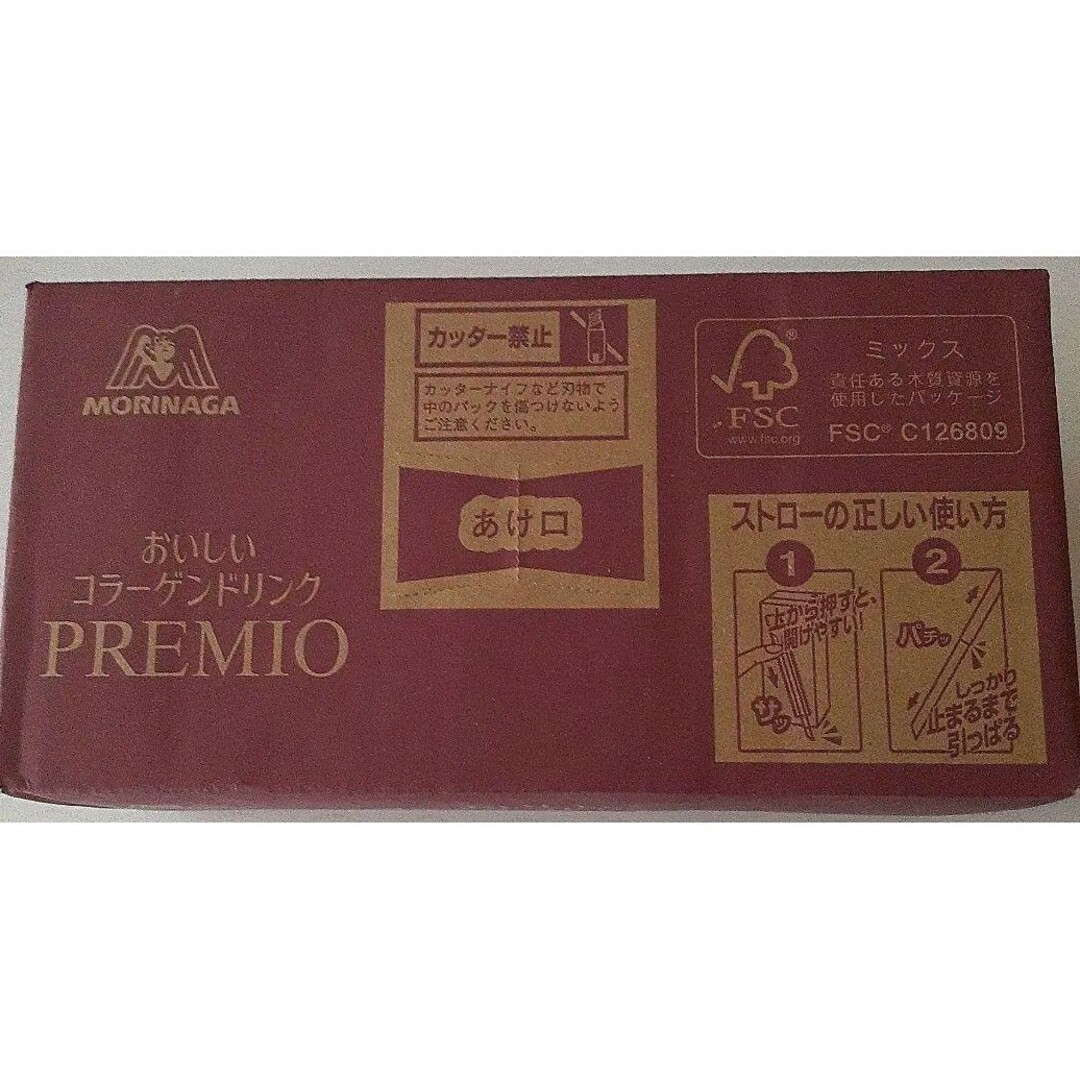 MORINAGA
おいしい
コラーゲンドリンク
PREMIO
カッター禁止
カッターナイフなど刃物で
中のパックを傷つけないよう
ご注意ください。
あけ口
®
FSC
www.fsc.org
ミックス
責任ある木質資源を
使用したパッケージ
FSC® C126809
ストローの正しい使い方
1
上から押すと、
開けやすい!
サッ
2
パチッ
しっかり
止まるまで
引っぱる